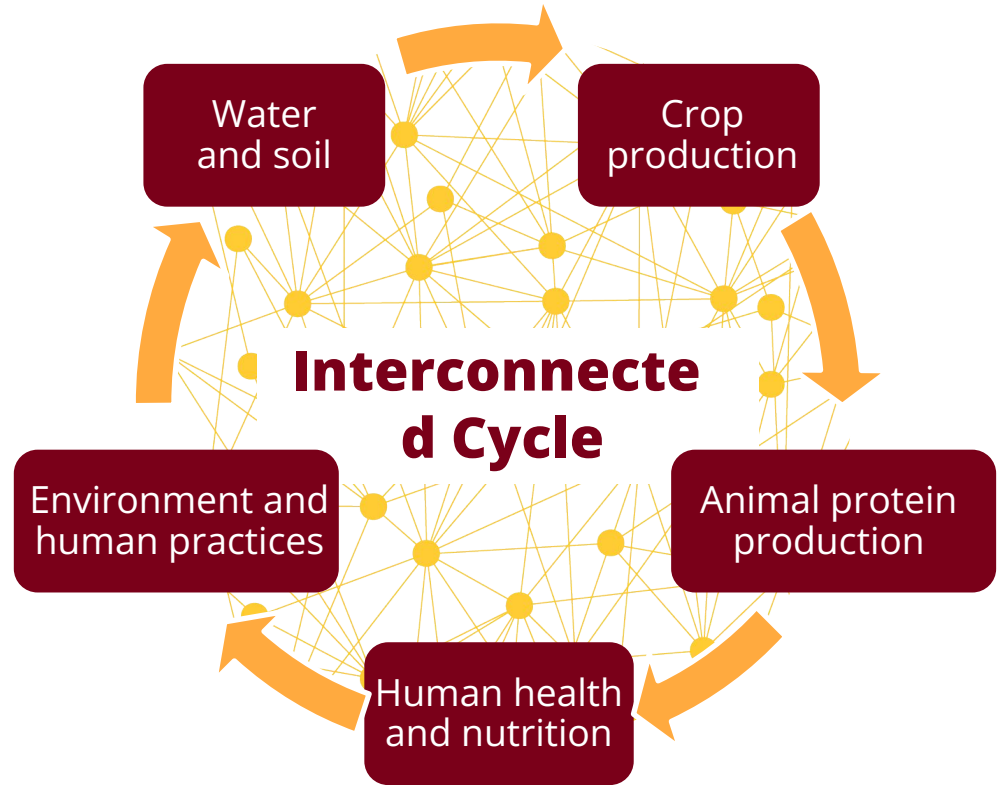 Water
and soil
Crop
production
Interconnecte
d Cycle
Environment and
human practices
Animal protein
production
Human health
and nutrition